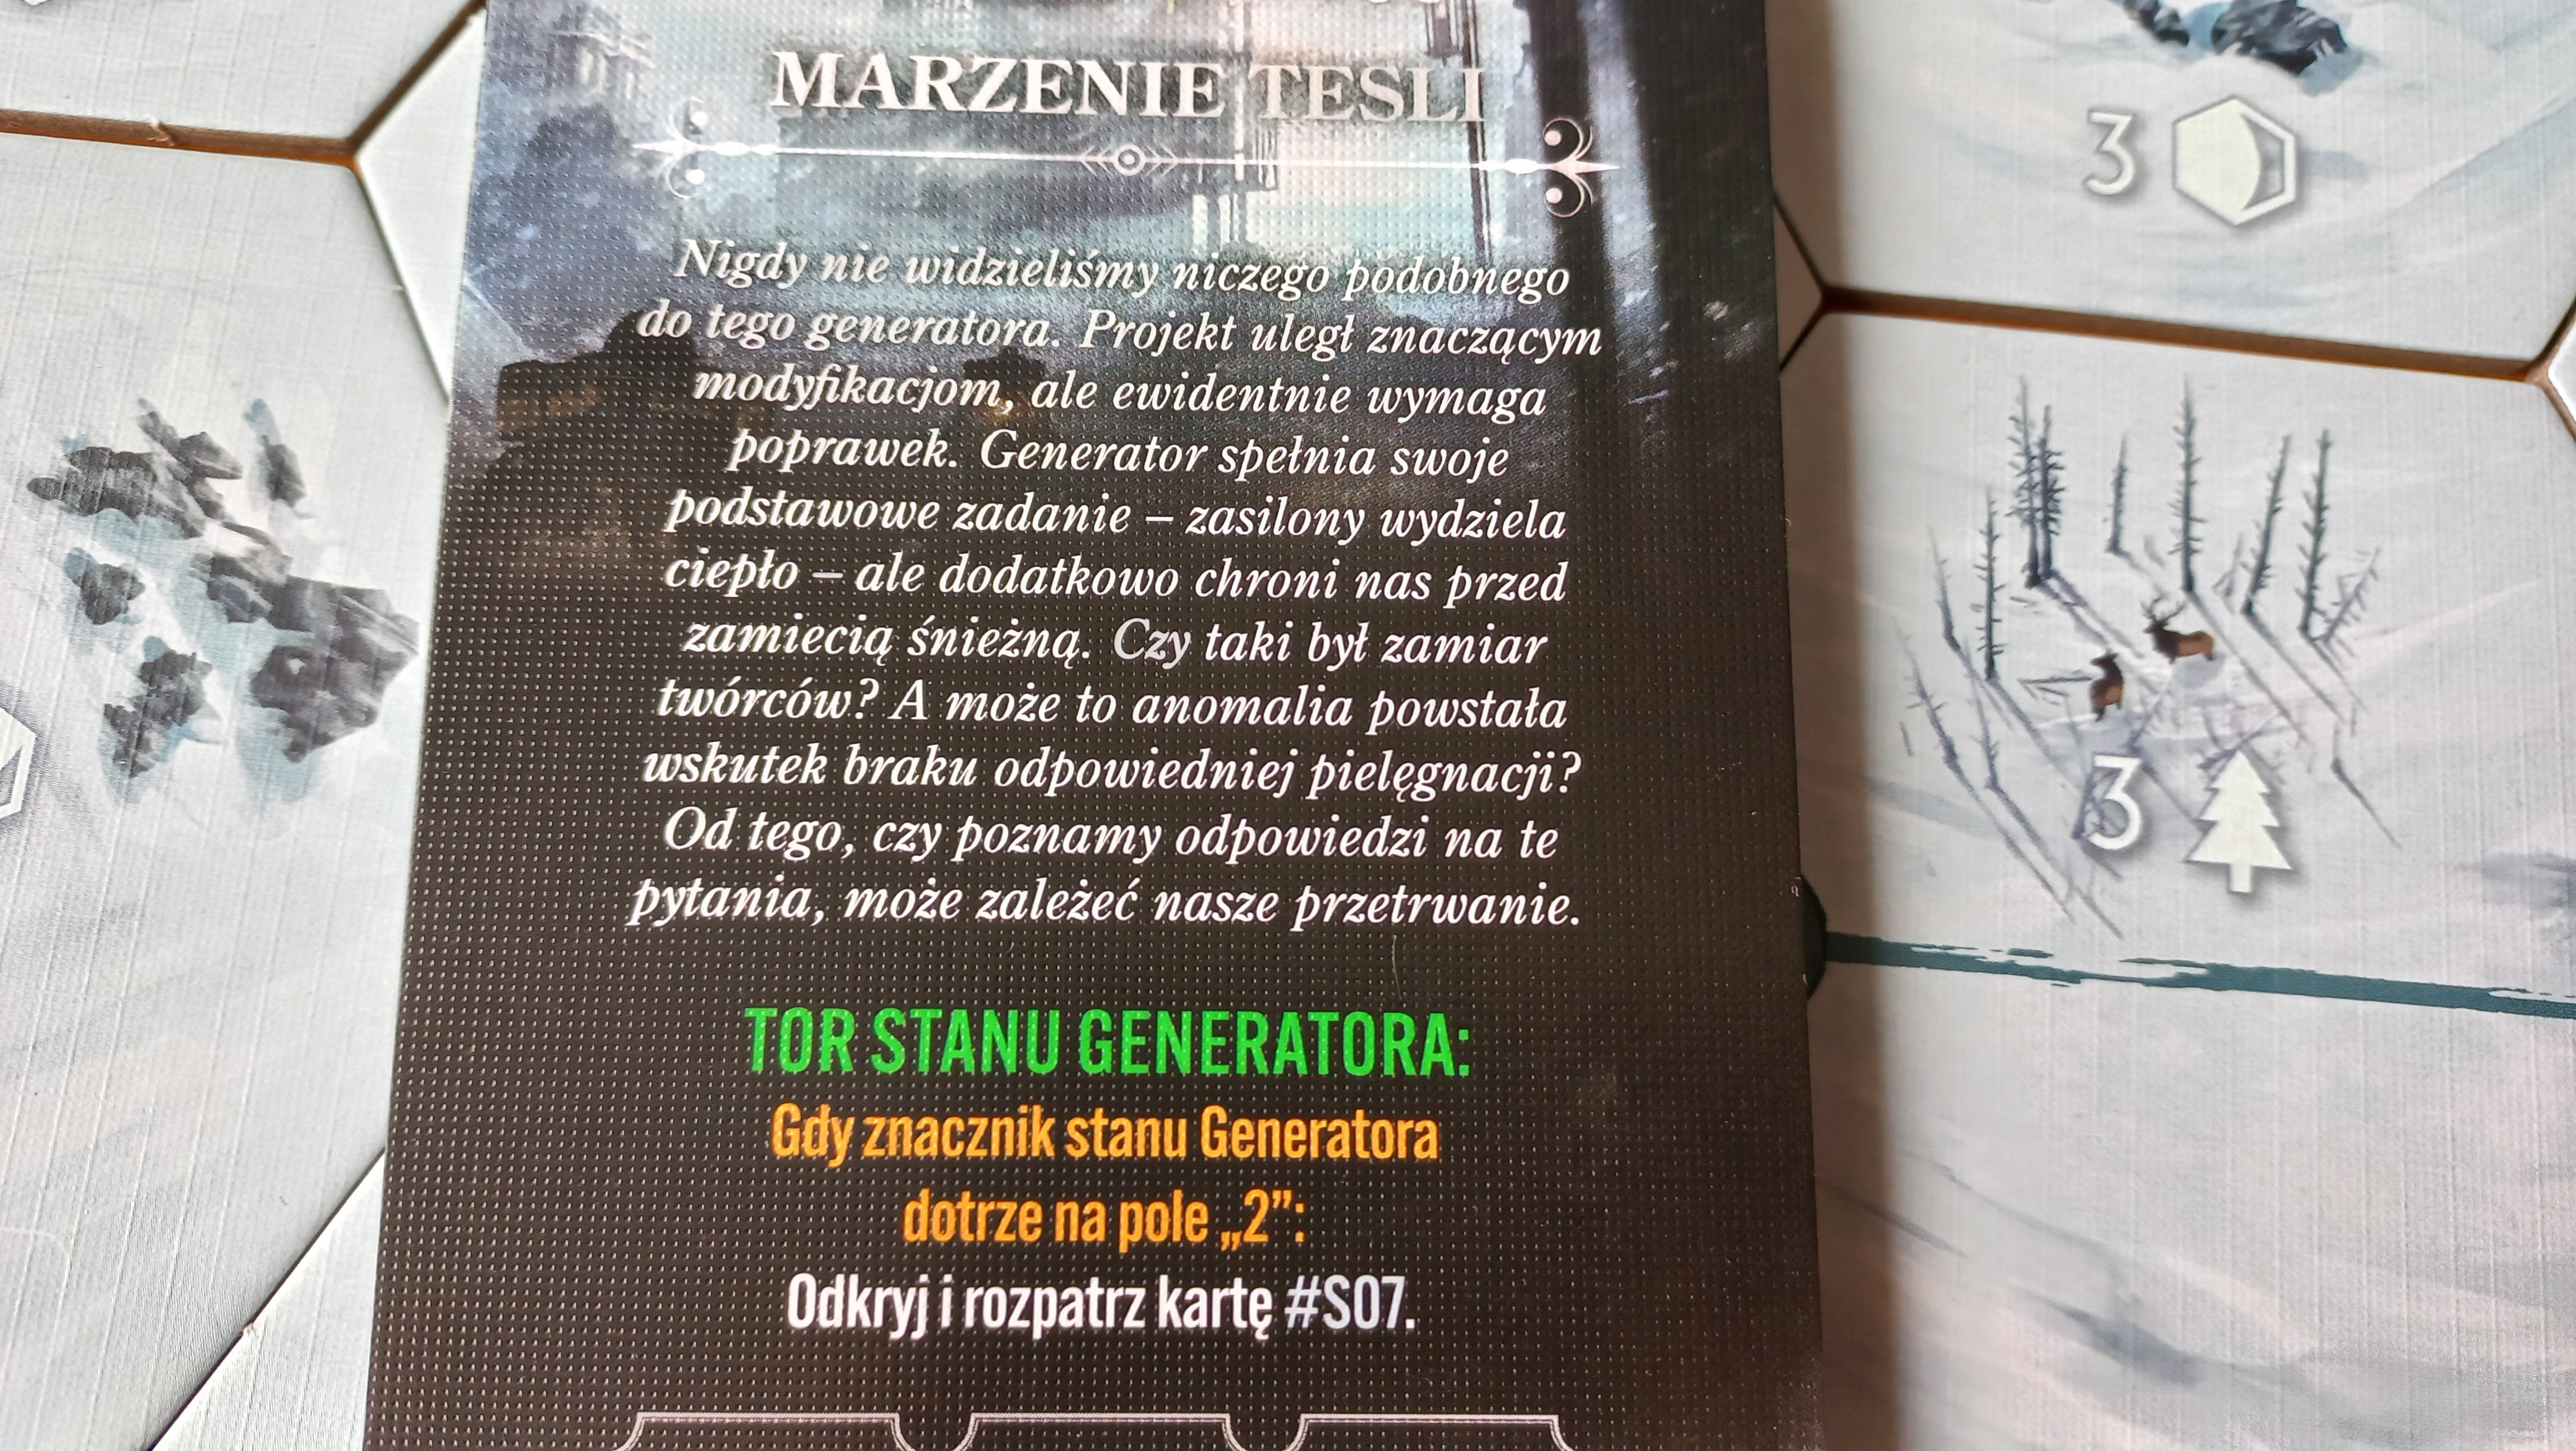 MARZENIE TESLI
Nigdy nie widzieliśmy niczego podobnego
do tego generatora. Projekt uległ znaczącym
modyfikacjom, ale ewidentnie wymaga
poprawek. Generator spełnia swoje
podstawowe zadanie – zasilony wydziela
ciepło – ale dodatkowo chroni nas przed
zamiecią śnieżną. Czy taki był zamiar
twórców? A może to anomalia powstała
wskutek braku odpowiedniej pielęgnacji?
Od tego, czy poznamy odpowiedzi na te
pytania, może zależeć nasze przetrwanie.
TOR STANU GENERATORA:
Gdy znacznik stanu Generatora
dotrze na pole „2”:
Odkryj i rozpatrz kartę #S07.
3
3